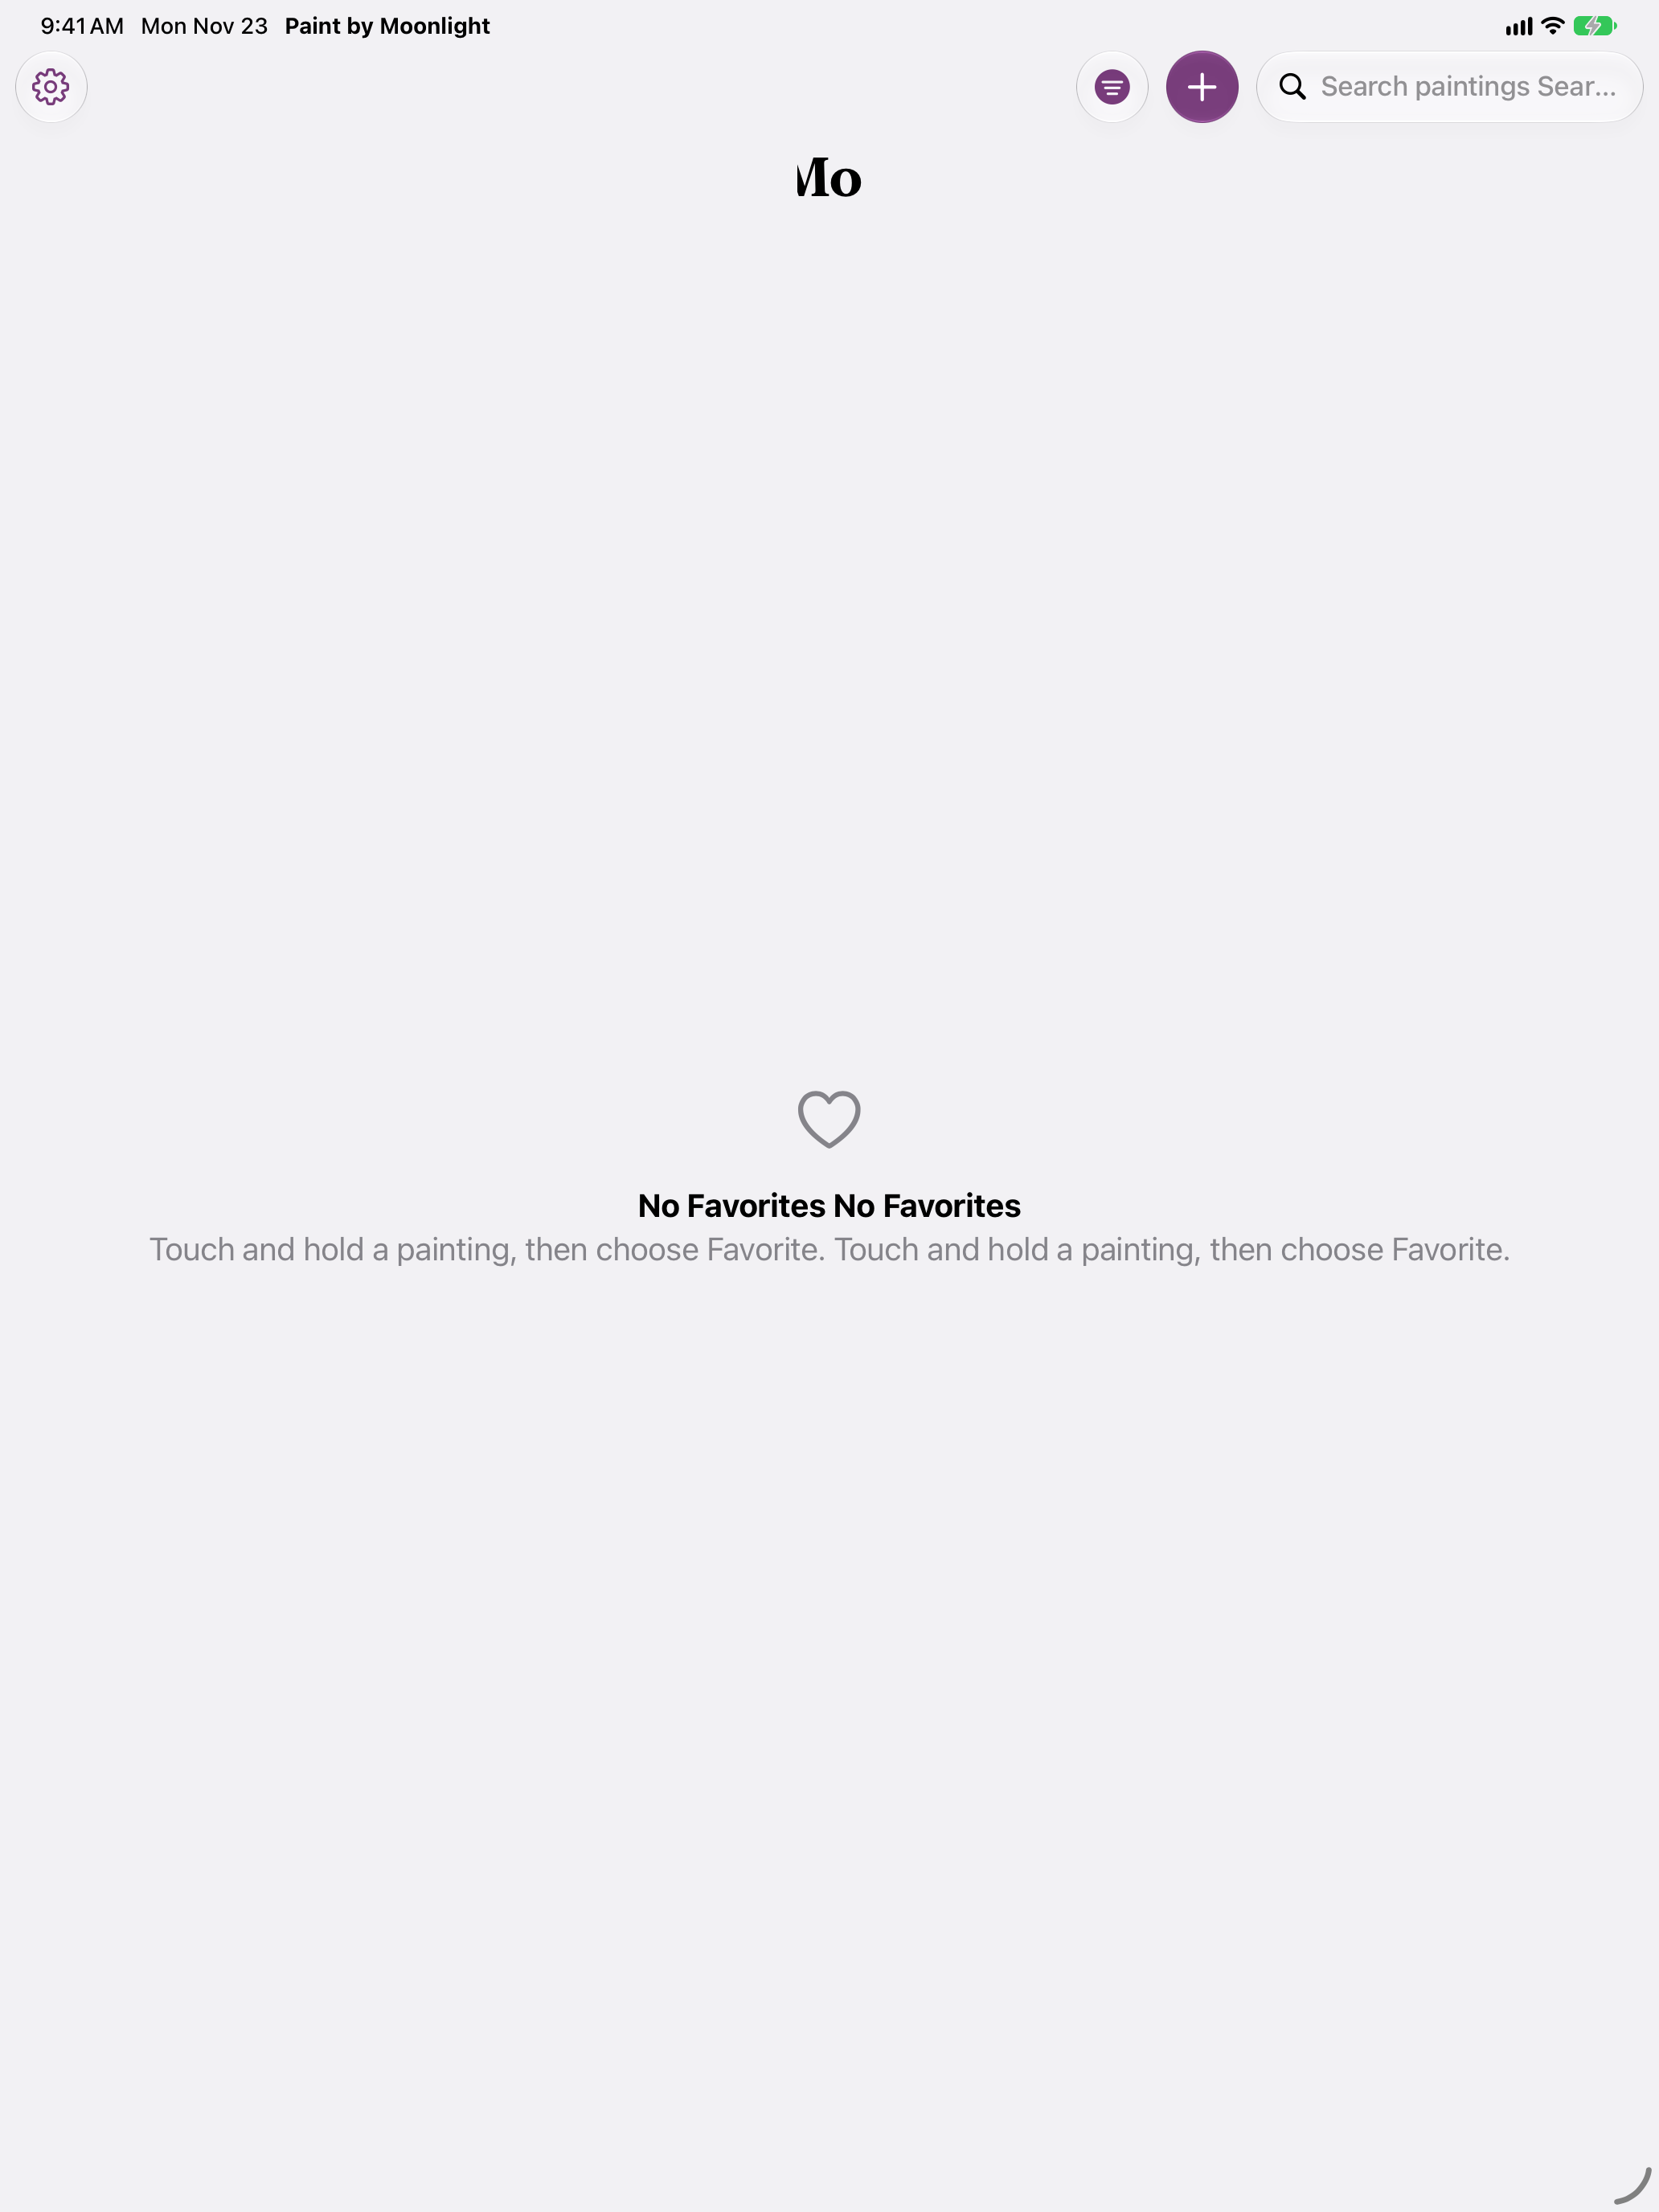 9:41 AM Mon Nov 23 Paint by Moonlight
Search paintings Sear...
Mo
No Favorites No Favorites
Touch and hold a painting, then choose Favorite. Touch and hold a painting, then choose Favorite.